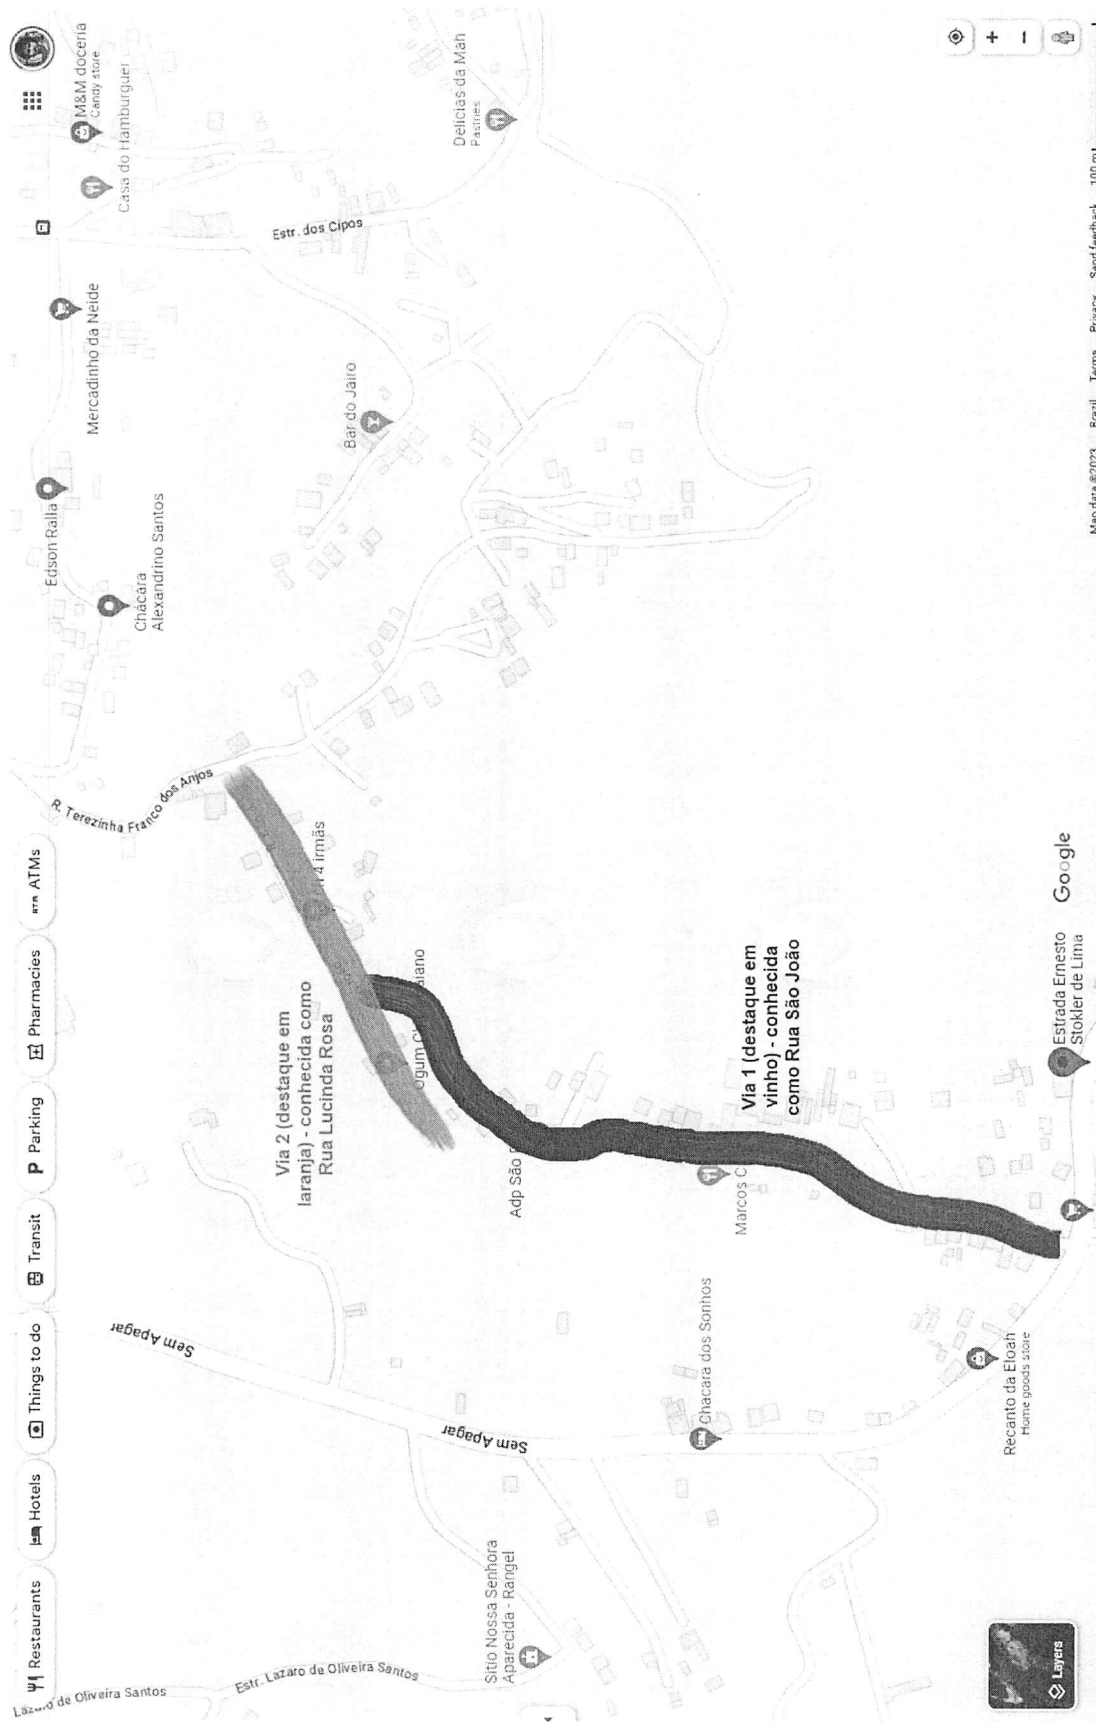 Restaurants
Hotels
Things to do
Transit
Parking
Pharmacies
ATM ATMs
M&M doceria
Candy store
Casa do Hamburguer
Mercadinho da Neide
Edson Ralla
Chácara
Alexandrino Santos
R. Terezinha Franco dos Anjos
Estr. dos Cipos
Delicias da Mah
Pastries
Bar do Jairo
4 irmãs
Via 2 (destaque em
laranja) - conhecida como
Rua Lucinda Rosa
Ogum
aiano
Adp São
Sem Apagar
Sem Apagar
Lazaro de Oliveira Santos
Estr. Lazaro de Oliveira Santos
Sitio Nossa Senhora
Aparecida - Rangel
Chacara dos Sonhos
Marcos C
Via 1 (destaque em
vinho) - conhecida
como Rua São João
Recanto da Eloah
Home goods store
Estrada Ernesto
Stokler de Lima
Google
Layers
Map data ©2023 Brazil Terms Privacy Send feedback 100 m